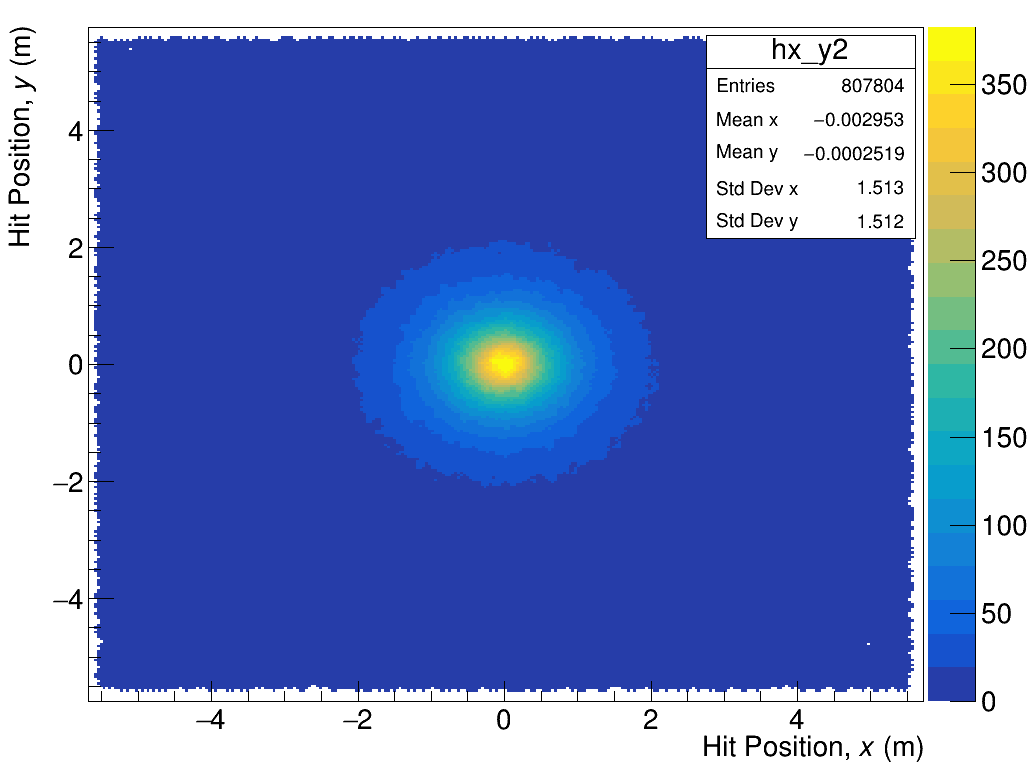 Hit Position, y (m)
4
2
0
−2
−4
−4 −2 0 2 4
Hit Position, x (m)
hx_y2
Entries 807804
Mean x −0.002953
Mean y −0.0002519
Std Dev x 1.513
Std Dev y 1.512
350
300
250
200
150
100
50
0